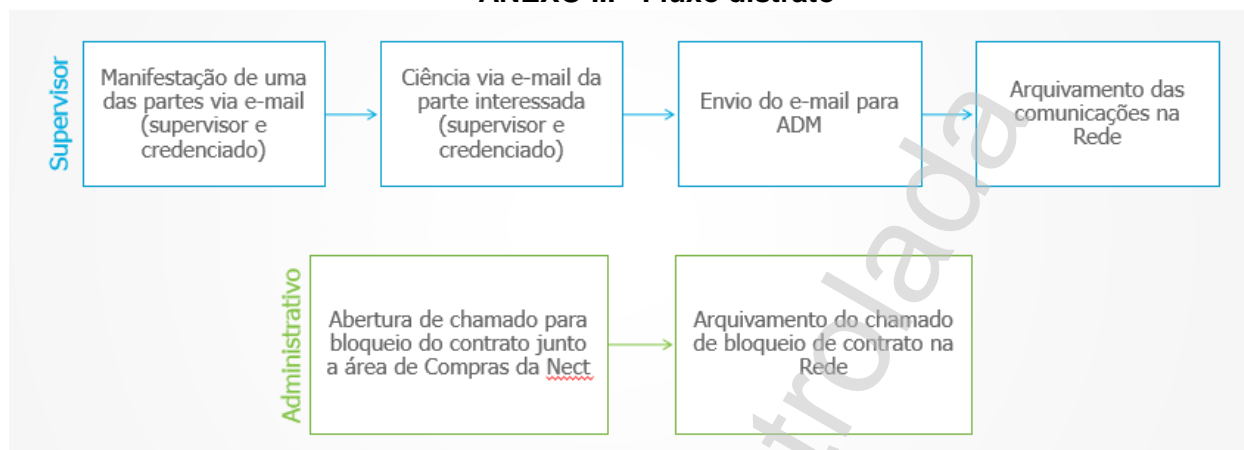 ANEXO III - Fluxo distrato
Supervisor
Manifestação de uma
das partes via e-mail
(supervisor e
credenciado)
Ciência via e-mail da
parte interessada
(supervisor e
credenciado)
Envio do e-mail para
ADM
Arquivamento das
comunicações na
Rede
Administrativo
Abertura de chamado para
bloqueio do contrato junto
a área de Compras da Nect
Arquivamento do chamado
de bloqueio de contrato na
Rede
trolada